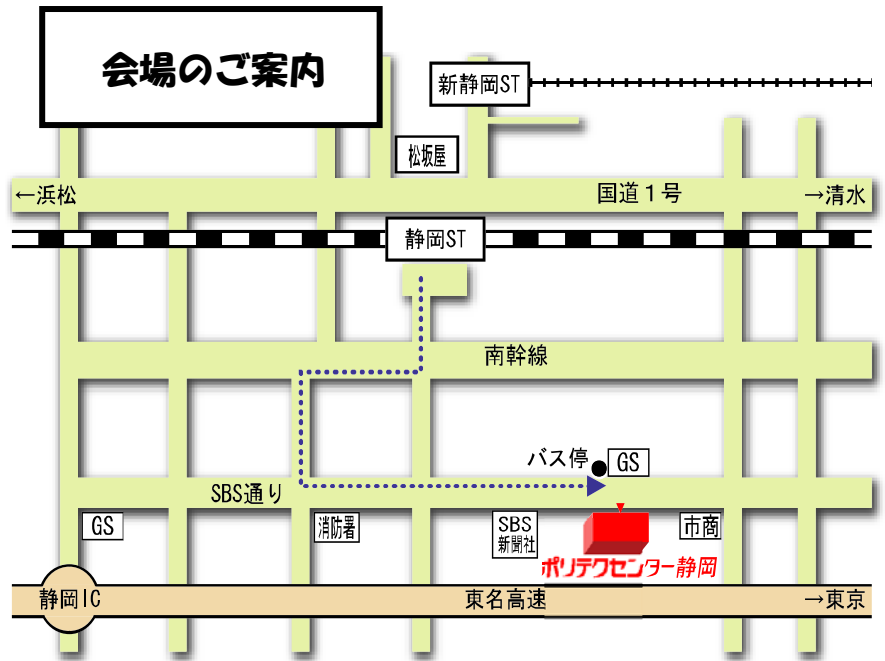 会場のご案内
新静岡ST
松坂屋
←浜松
国道1号
→清水
静岡ST
南幹線
バス停
GS
SBS通り
GS
消防署
SBS
新聞社
市商
ポリテクセンター静岡
静岡IC
東名高速
→東京